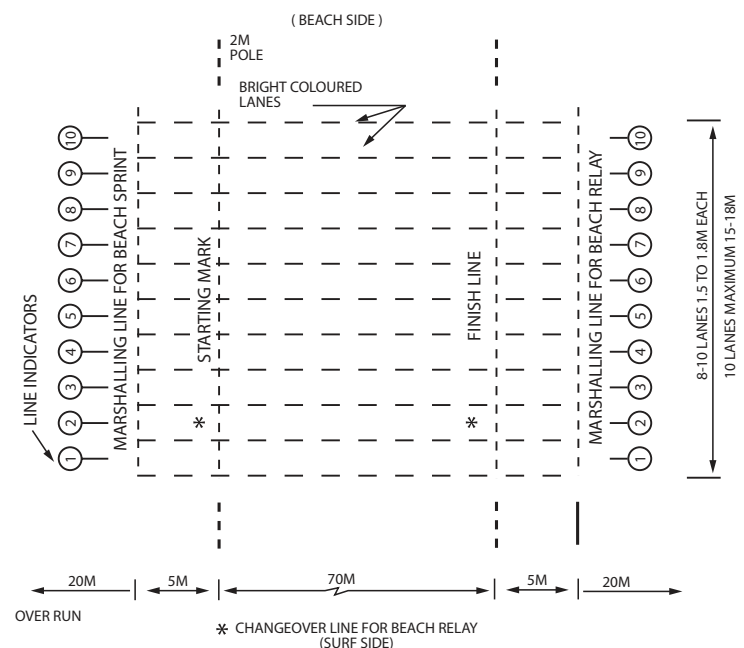 ( BEACH SIDE )
2M
POLE
BRIGHT COLOURED
LANES
10
9
8
7
6
5
4
3
2
1
LINE INDICATORS
MARSHALLING LINE FOR BEACH SPRINT
STARTING MARK
FINISH LINE
MARSHALLING LINE FOR BEACH RELAY
10
9
8
7
6
5
4
3
2
1
8-10 LANES 1.5 TO 1.8M EACH
10 LANES MAXIMUM 15-18M
*
*
20M
5M
70M
5M
20M
OVER RUN
* CHANGEOVER LINE FOR BEACH RELAY
(SURF SIDE)